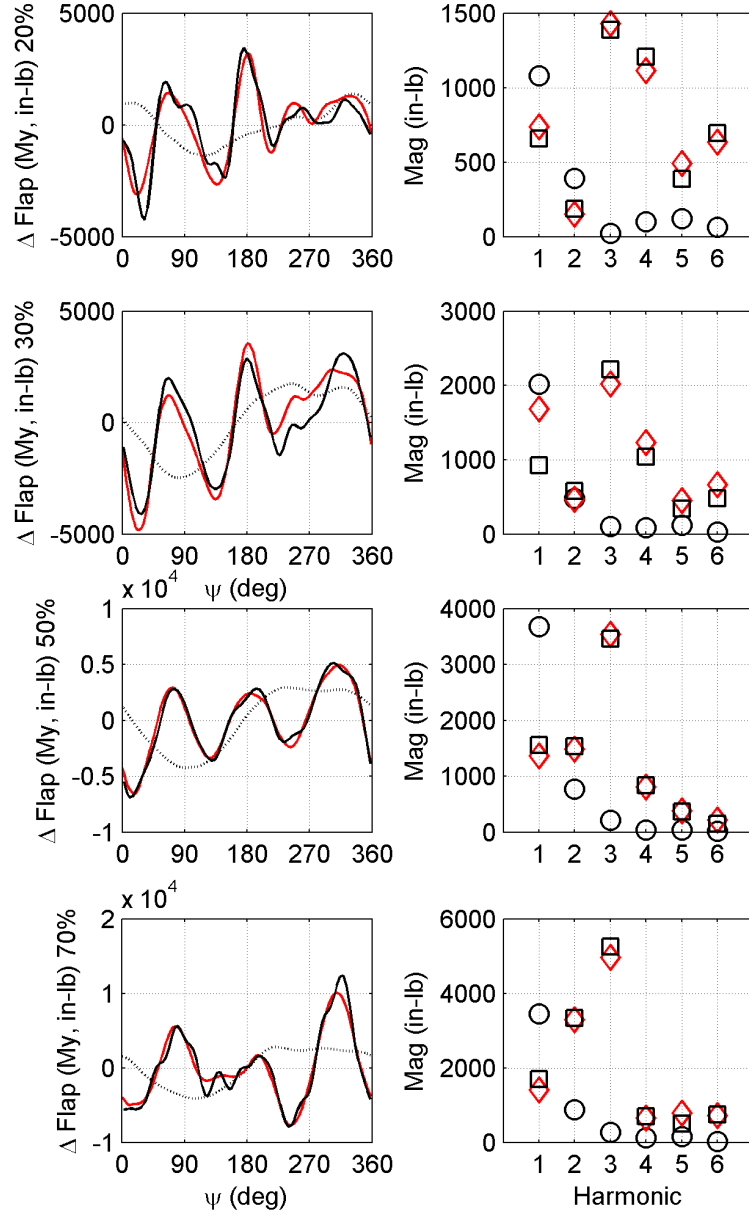 Δ Flap (My, in-lb) 20%
5000
0
-5000
0 90 180 270 360
Mag (in-lb)
1500
1000
500
0
1 2 3 4 5 6
Δ Flap (My, in-lb) 30%
5000
0
-5000
0 90 180 270 360
ψ (deg)
Mag (in-lb)
3000
2000
1000
0
1 2 3 4 5 6
x 10^4
Δ Flap (My, in-lb) 50%
1
0.5
0
-0.5
-1
0 90 180 270 360
Mag (in-lb)
4000
3000
2000
1000
0
1 2 3 4 5 6
x 10^4
Δ Flap (My, in-lb) 70%
2
1
0
-1
0 90 180 270 360
ψ (deg)
Mag (in-lb)
6000
4000
2000
0
1 2 3 4 5 6
Harmonic